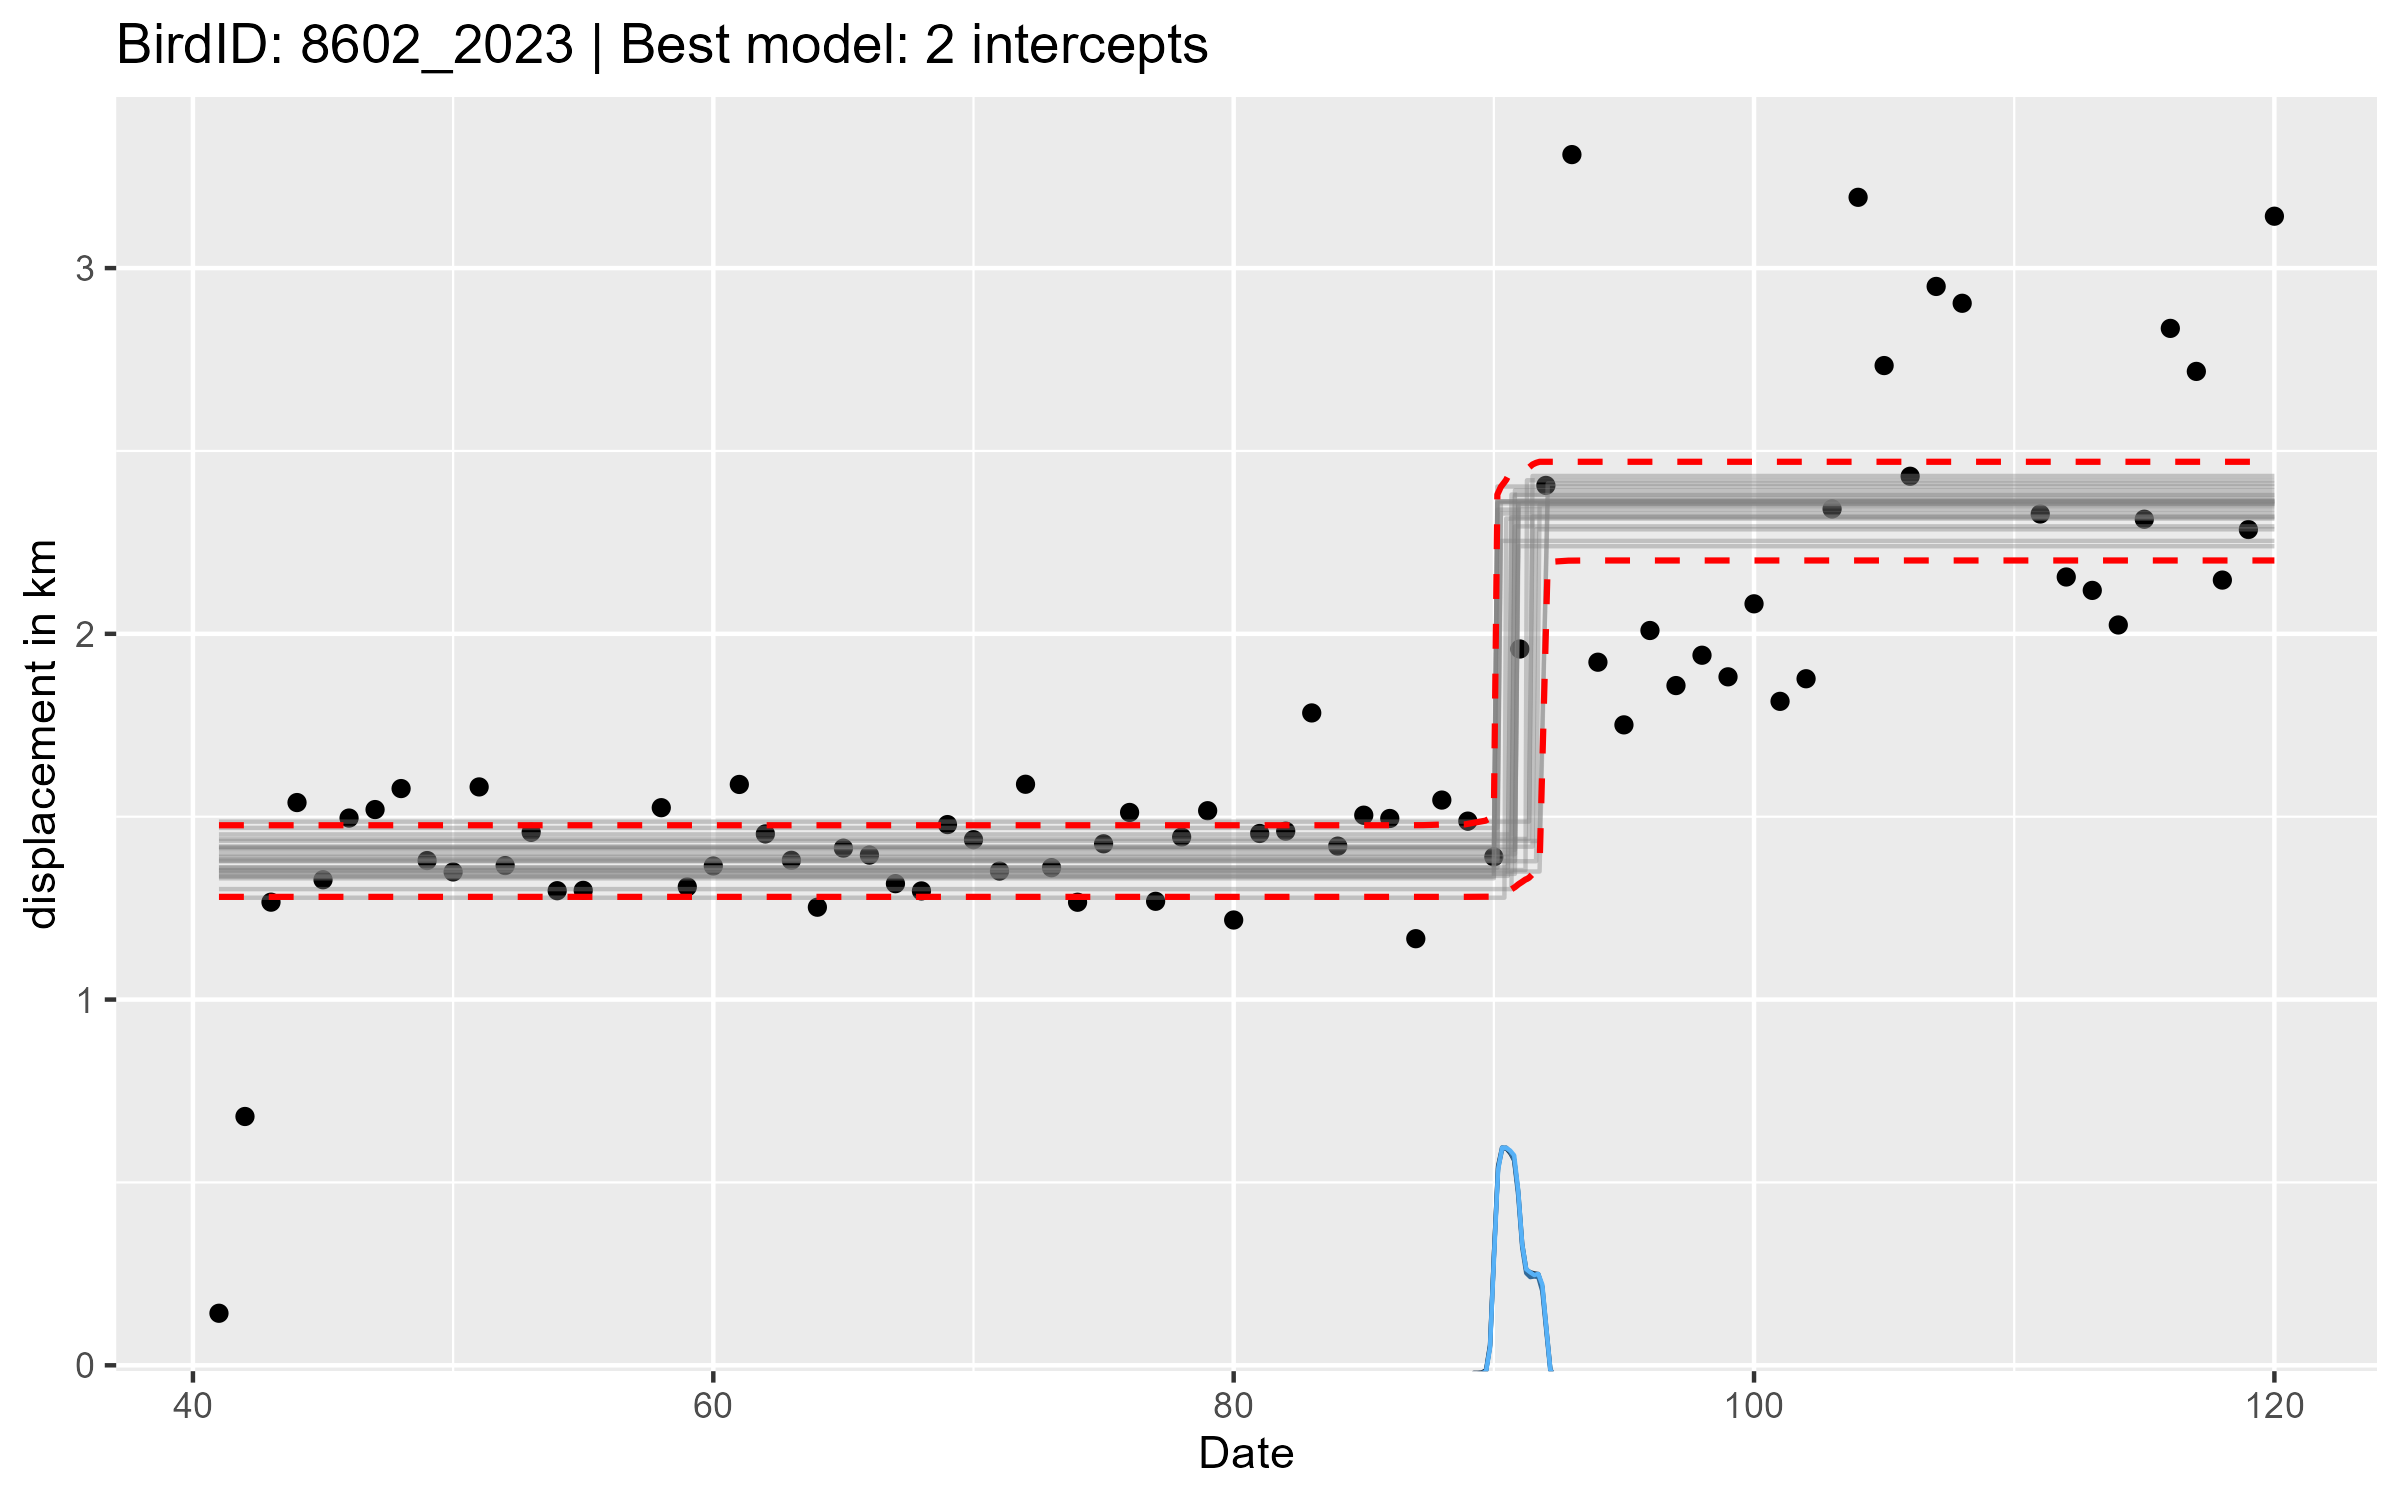 BirdID: 8602_2023 | Best model: 2 intercepts
displacement in km
3
2
1
0
40 60 80 100 120
Date